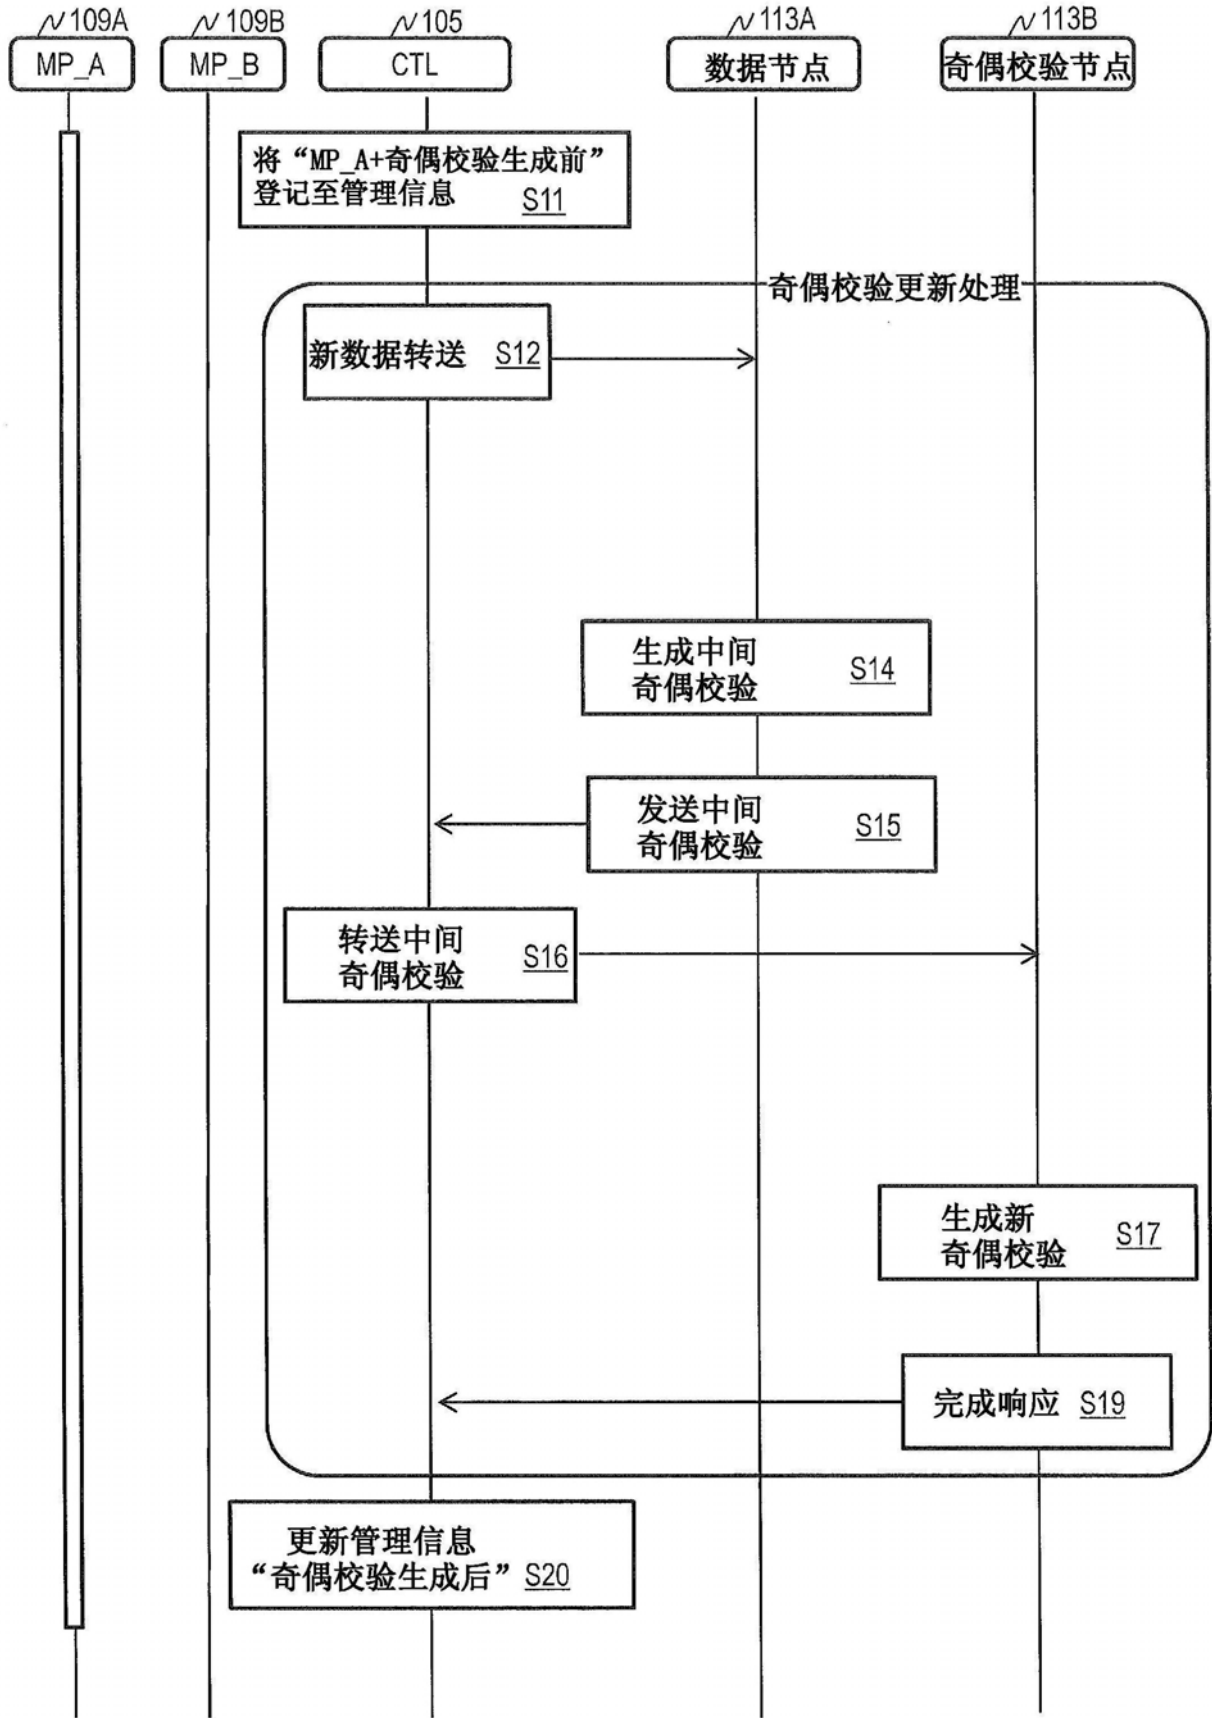 109A
109B
105
113A
113B
MP_A
MP_B
CTL
数据节点
奇偶校验节点
将“MP_A+奇偶校验生成前”
登记至管理信息 S11
奇偶校验更新处理
新数据转送 S12
生成中间
奇偶校验 S14
发送中间
奇偶校验 S15
转送中间
奇偶校验 S16
生成新
奇偶校验 S17
完成响应 S19
更新管理信息
“奇偶校验生成后” S20